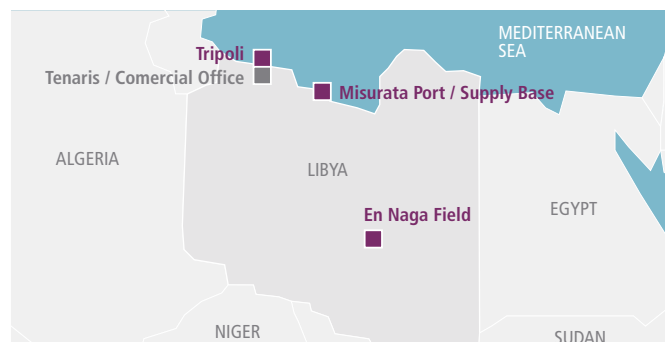 MEDITERRANEAN
SEA
Tripoli
Tenaris / Comercial Office
Misurata Port / Supply Base
ALGERIA
LIBYA
EGYPT
En Naga Field
NIGER
SUDAN